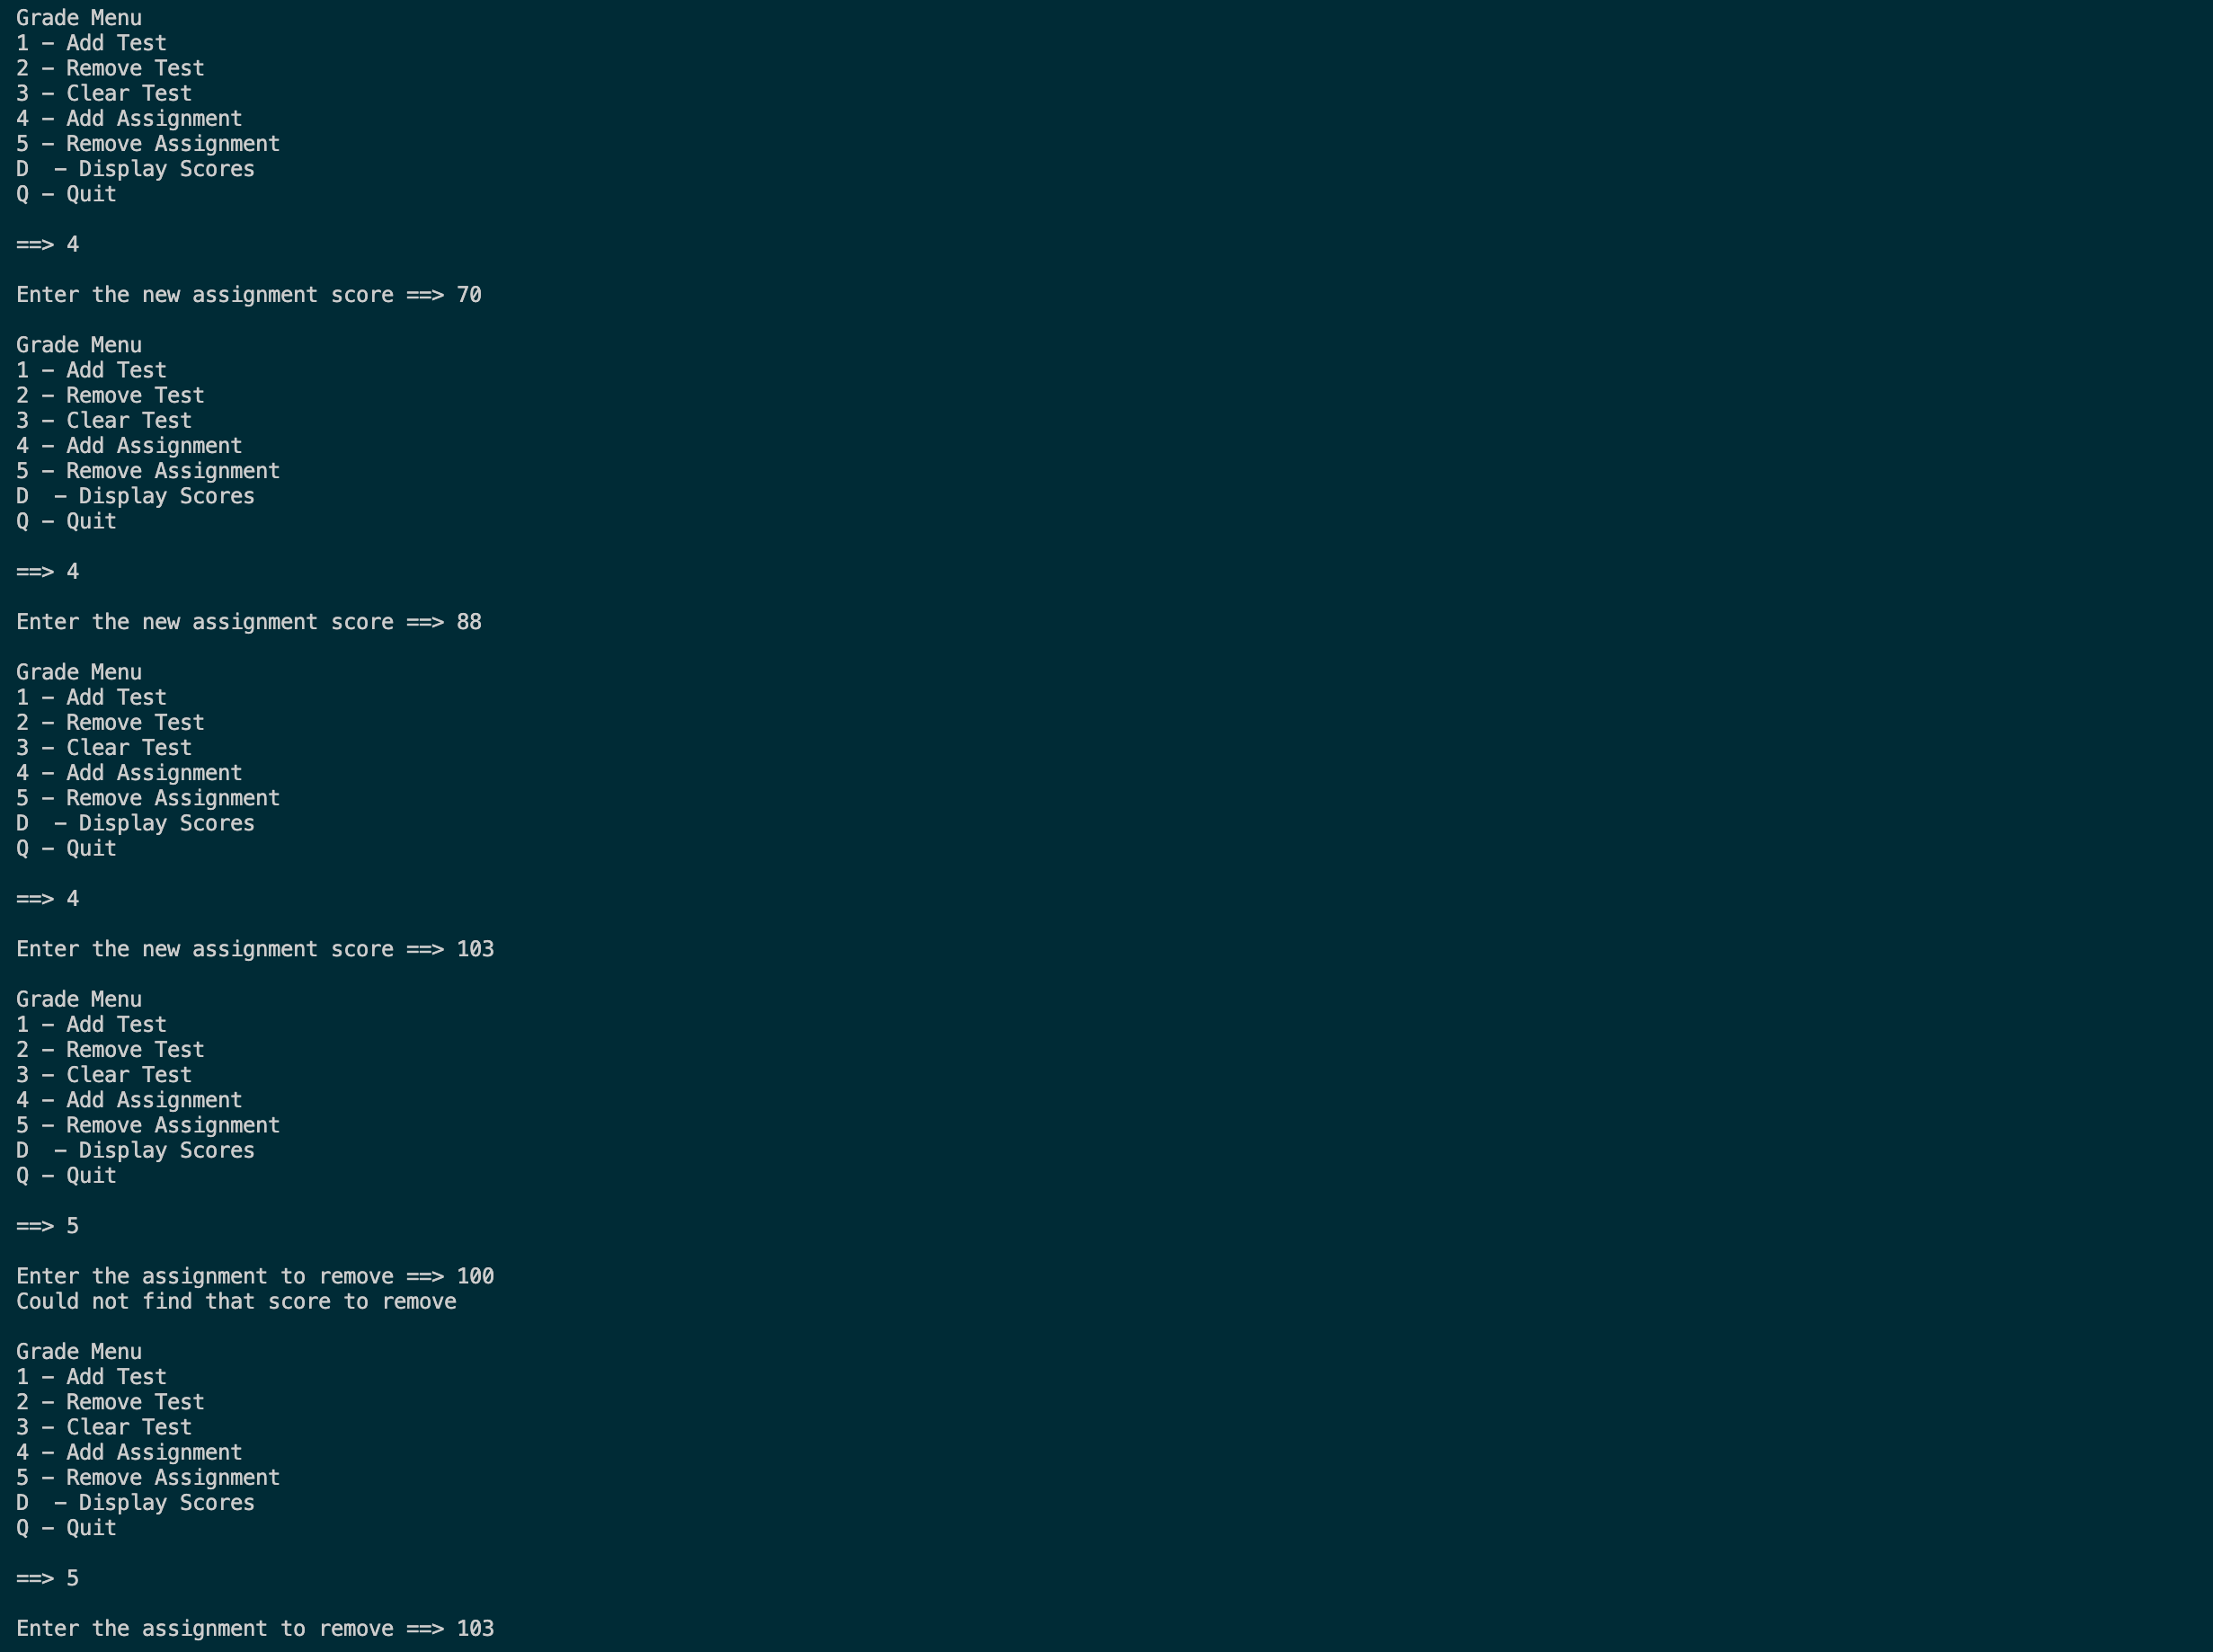 Grade Menu
1 - Add Test
2 - Remove Test
3 - Clear Test
4 - Add Assignment
5 - Remove Assignment
D  - Display Scores
Q - Quit

==> 4

Enter the new assignment score ==> 70

Grade Menu
1 - Add Test
2 - Remove Test
3 - Clear Test
4 - Add Assignment
5 - Remove Assignment
D  - Display Scores
Q - Quit

==> 4

Enter the new assignment score ==> 88

Grade Menu
1 - Add Test
2 - Remove Test
3 - Clear Test
4 - Add Assignment
5 - Remove Assignment
D  - Display Scores
Q - Quit

==> 4

Enter the new assignment score ==> 103

Grade Menu
1 - Add Test
2 - Remove Test
3 - Clear Test
4 - Add Assignment
5 - Remove Assignment
D  - Display Scores
Q - Quit

==> 5

Enter the assignment to remove ==> 100
Could not find that score to remove

Grade Menu
1 - Add Test
2 - Remove Test
3 - Clear Test
4 - Add Assignment
5 - Remove Assignment
D  - Display Scores
Q - Quit

==> 5

Enter the assignment to remove ==> 103